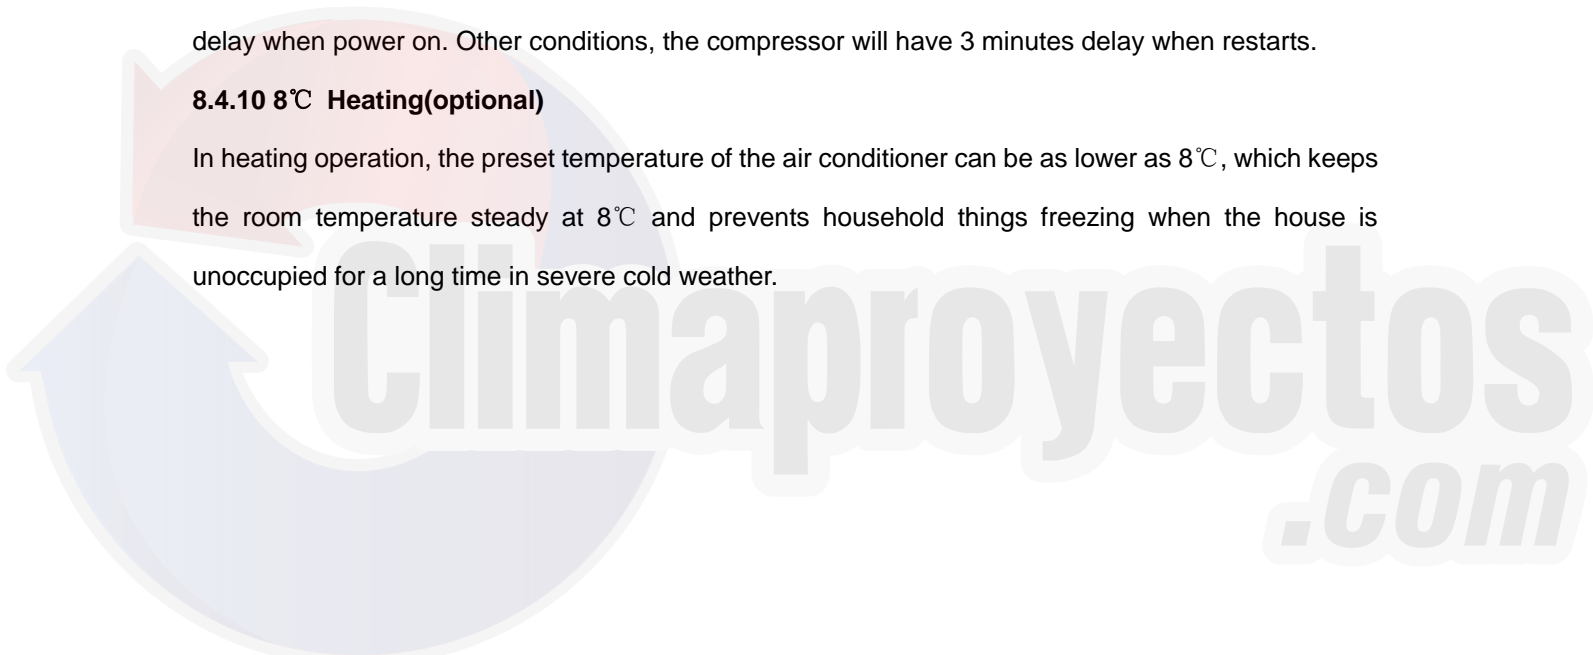 delay when power on. Other conditions, the compressor will have 3 minutes delay when restarts.
8.4.10 8℃ Heating(optional)
In heating operation, the preset temperature of the air conditioner can be as lower as 8℃, which keeps
the room temperature steady at 8℃ and prevents household things freezing when the house is
unoccupied for a long time in severe cold weather.
Climaproyectos
.com